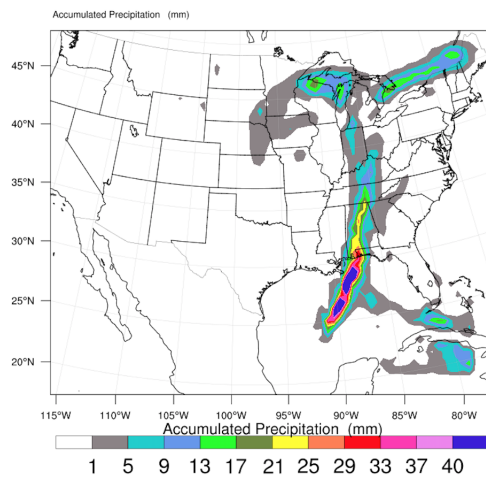 Accumulated Precipitation (mm)
45°N
40°N
35°N
30°N
25°N
20°N
115°W 110°W 105°W 100°W 95°W 90°W 85°W 80°W
Accumulated Precipitation (mm)
1 5 9 13 17 21 25 29 33 37 40